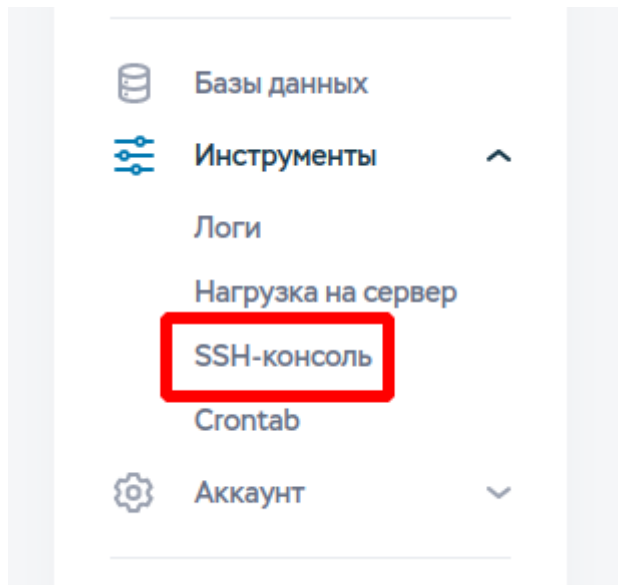 Базы данных
Инструменты
Логи
Нагрузка на сервер
SSH-консоль
Crontab
Аккаунт